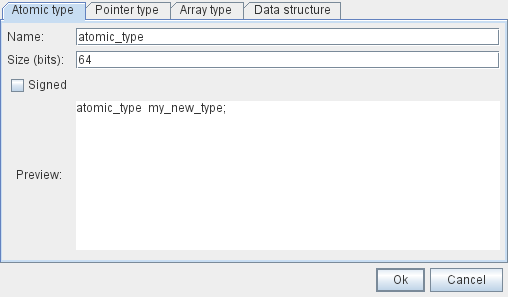 Atomic type Pointer type Array type Data structure
Name: atomic_type
Size (bits): 64
Signed
atomic_type my_new_type;
Preview:
Ok Cancel